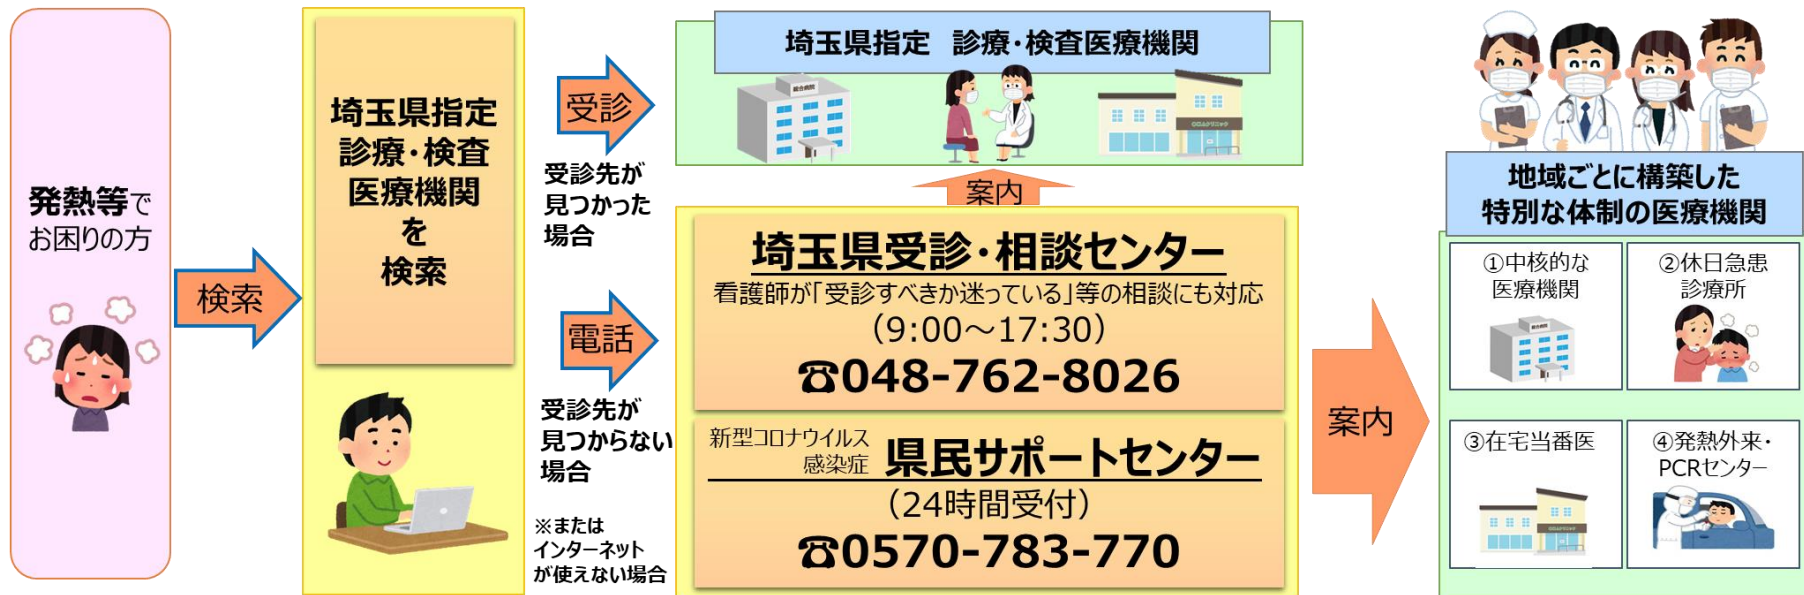 発熱等で
お困りの方
検索
埼玉県指定
診療・検査
医療機関
を
検索
受診
受診先が
見つかった
場合
電話
受診先が
見つからない
場合
※または
インターネット
が使えない場合
埼玉県指定 診療・検査医療機関
総合病院
案内
埼玉県受診・相談センター
看護師が「受診すべきか迷っている」等の相談にも対応
（9:00～17:30）
☎048-762-8026
新型コロナウイルス
感染症 県民サポートセンター
（24時間受付）
☎0570-783-770
案内
地域ごとに構築した
特別な体制の医療機関
①中核的な
医療機関
総合病院
②休日急患
診療所
③在宅当番医
④発熱外来・
PCRセンター